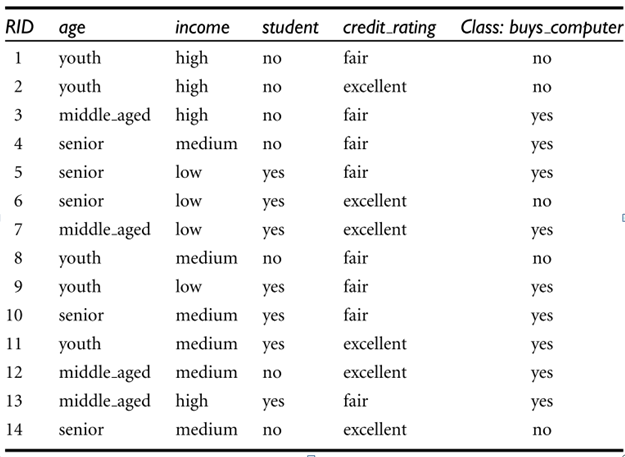 RID age income student credit_rating Class: buys_computer
1 youth high no fair no
2 youth high no excellent no
3 middle_aged high no fair yes
4 senior medium no fair yes
5 senior low yes fair yes
6 senior low yes excellent no
7 middle_aged low yes excellent yes
8 youth medium no fair no
9 youth low yes fair yes
10 senior medium yes fair yes
11 youth medium yes excellent yes
12 middle_aged medium no excellent yes
13 middle_aged high yes fair yes
14 senior medium no excellent no